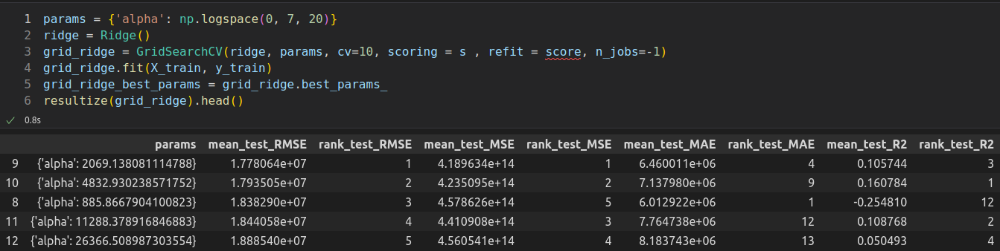 1 params = {'alpha': np.logspace(0, 7, 20)}
2 ridge = Ridge()
3 grid_ridge = GridSearchCV(ridge, params, cv=10, scoring = s , refit = score, n_jobs=-1)
4 grid_ridge.fit(X_train, y_train)
5 grid_ridge_best_params = grid_ridge.best_params_
6 resultize(grid_ridge).head()
✓ 0.8s
params mean_test_RMSE rank_test_RMSE mean_test_MSE rank_test_MSE mean_test_MAE rank_test_MAE mean_test_R2 rank_test_R2
9 {'alpha': 2069.138081114788} 1.778064e+07 1 4.189634e+14 1 6.460011e+06 4 0.105744 3
10 {'alpha': 4832.930238571752} 1.793505e+07 2 4.235095e+14 2 7.137980e+06 9 0.160784 1
8 {'alpha': 885.8667904100823} 1.838290e+07 3 4.578626e+14 5 6.012922e+06 1 -0.254810 12
11 {'alpha': 11288.378916846883} 1.844058e+07 4 4.410908e+14 3 7.764738e+06 12 0.108768 2
12 {'alpha': 26366.508987303554} 1.888540e+07 5 4.560541e+14 4 8.183743e+06 13 0.050493 4